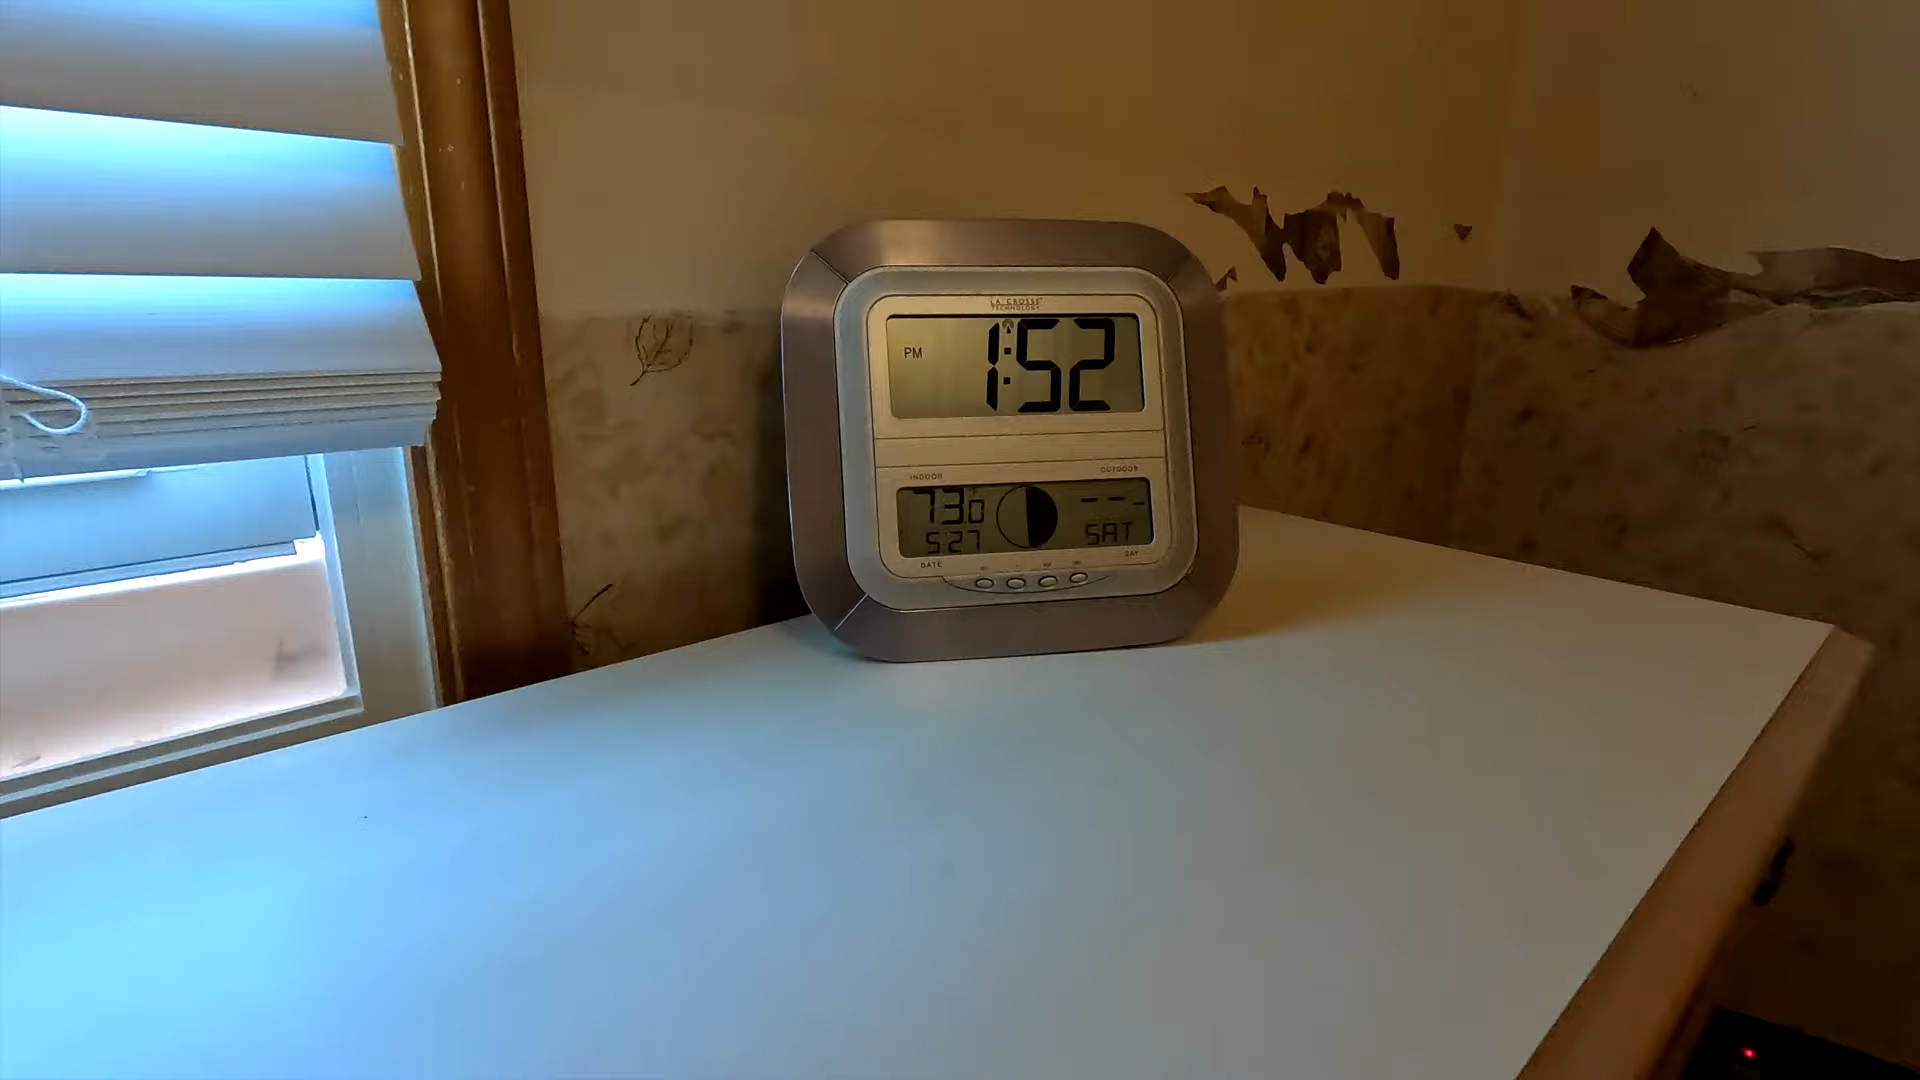 LA CROSSE
TECHNOLOGY
PM 1:52
INDOOR OUTDOOR
73.0 -- -
5.27 SAT
DATE DAY